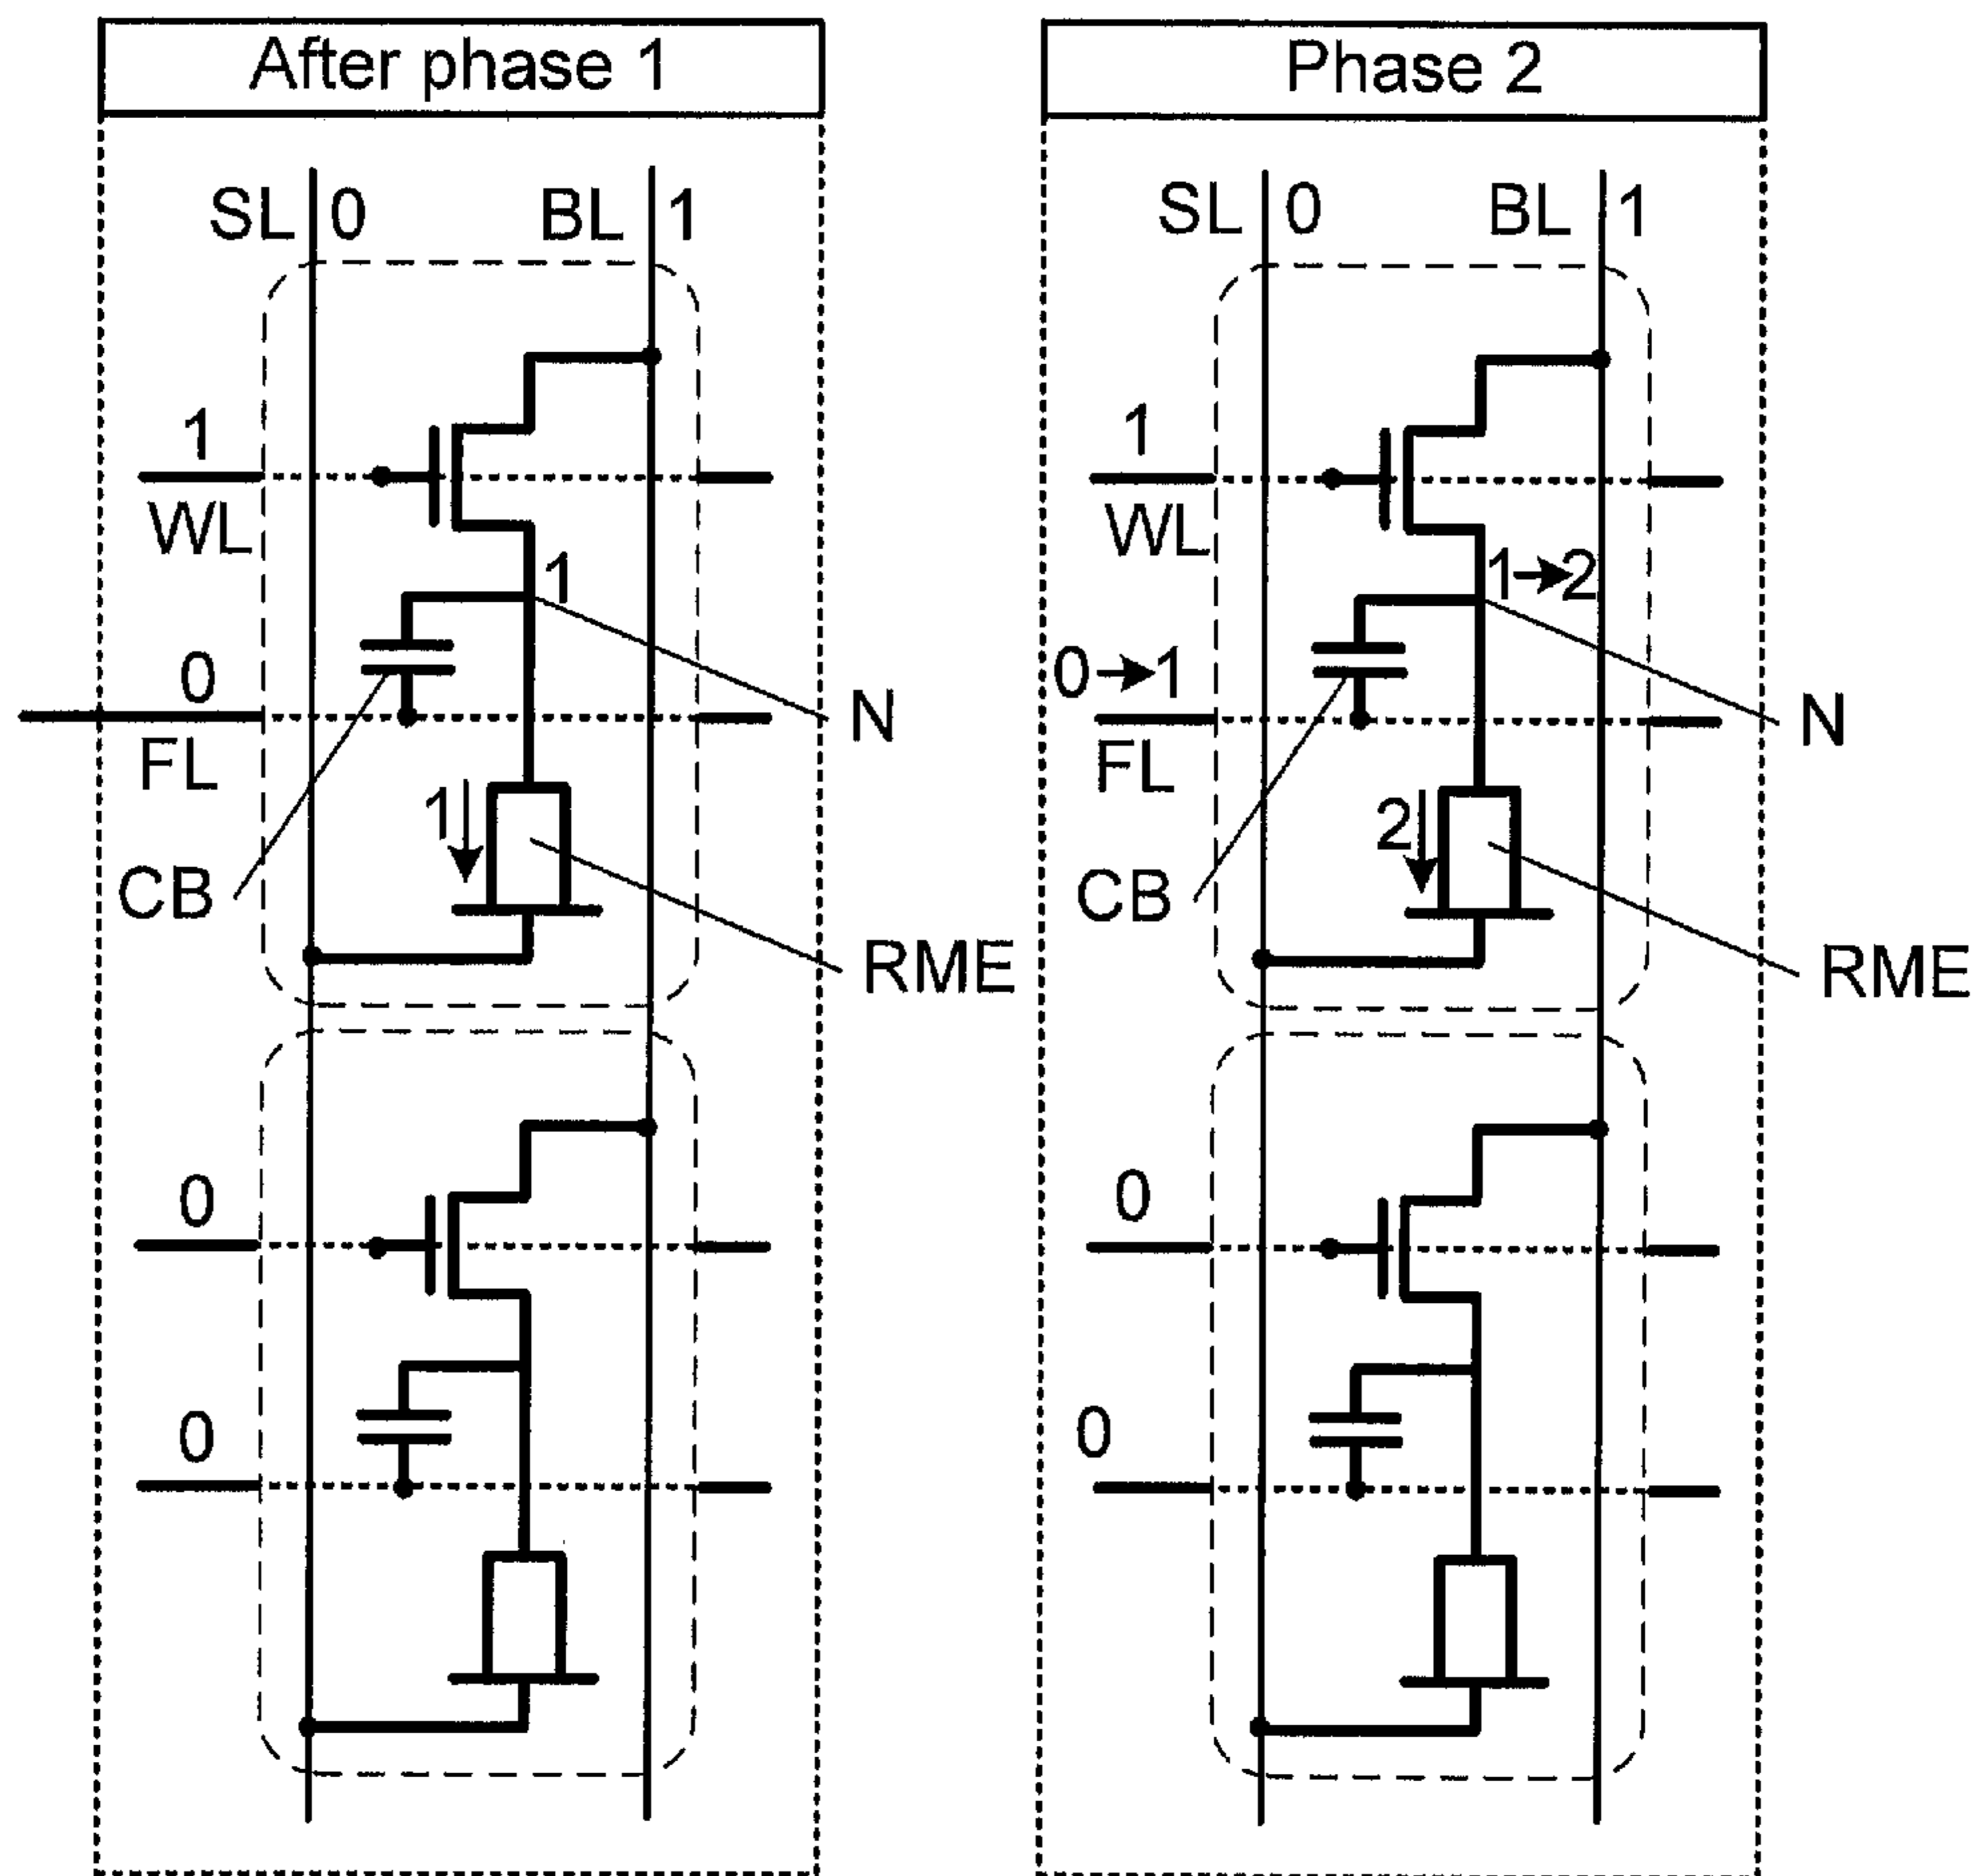 After phase 1
SL 0 BL 1
1
WL
1
0
FL
N
1
CB
RME
0
0
Phase 2
SL 0 BL 1
1
WL
1→2
0→1
FL
N
2
CB
RME
0
0